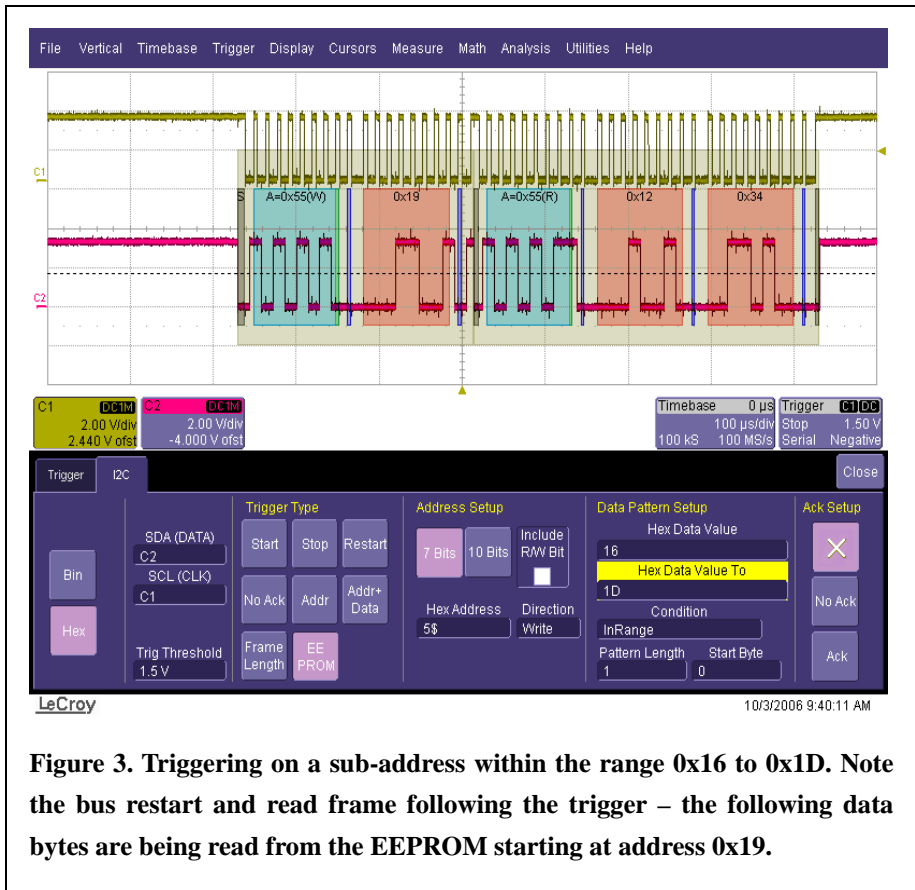 File Vertical Timebase Trigger Display Cursors Measure Math Analysis Utilities Help
C1
S A=0x55(W) 0x19 A=0x55(R) 0x12 0x34
C2
C1 DC1M
2.00 V/div
2.440 V ofst
C2 DC1M
2.00 V/div
-4.000 V ofst
Timebase 0 µs
100 µs/div
100 kS 100 MS/s
Trigger C1 DC
Stop 1.50 V
Serial Negative
Trigger I2C Close
Bin
Hex
SDA (DATA)
C2
SCL (CLK)
C1
Trig Threshold
1.5 V
Trigger Type
Start Stop Restart
No Ack Addr Addr+ Data
Frame Length EE PROM
Address Setup
7 Bits 10 Bits Include R/W Bit
Hex Address Direction
5$ Write
Data Pattern Setup
Hex Data Value
16
Hex Data Value To
1D
Condition
InRange
Pattern Length Start Byte
1 0
Ack Setup
X
No Ack
Ack
LeCroy
10/3/2006 9:40:11 AM
Figure 3. Triggering on a sub-address within the range 0x16 to 0x1D. Note
the bus restart and read frame following the trigger – the following data
bytes are being read from the EEPROM starting at address 0x19.